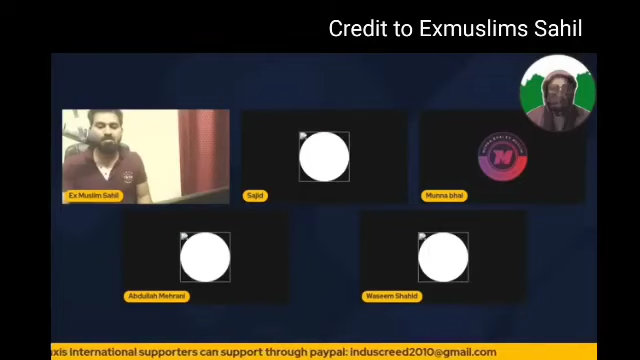 Credit to Exmuslims Sahil
Ex Muslim Sahil
Sajid
Munna bhai
Abdullah Mehrani
Waseem Shahid
axis international supporters can support through paypal: induscreed2010@gmail.com